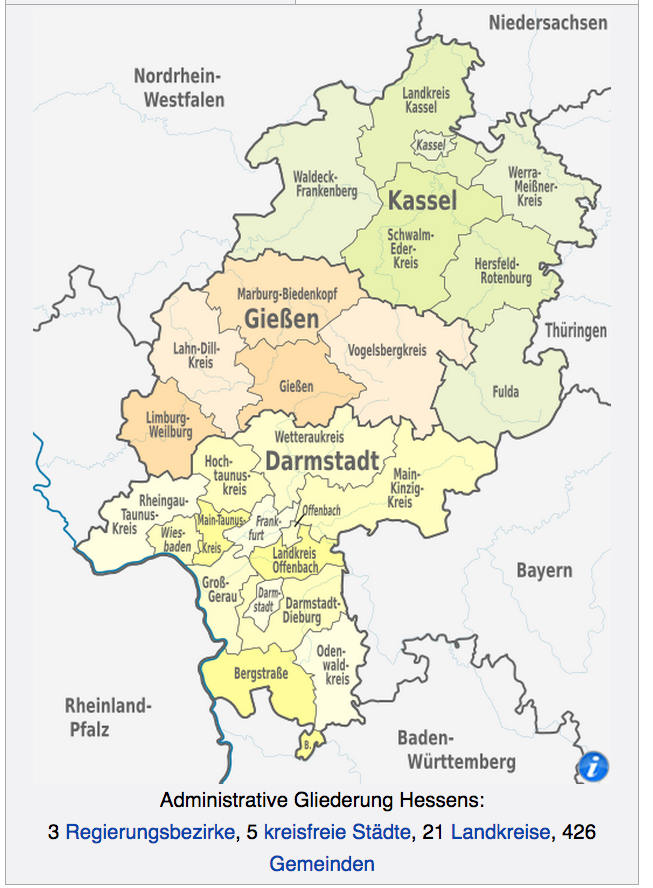 Niedersachsen
Nordrhein-
Westfalen
Landkreis
Kassel
Kassel
Waldeck-
Frankenberg
Werra-
Meißner-
Kreis
Kassel
Schwalm-
Eder-
Kreis
Hersfeld-
Rotenburg
Marburg-Biedenkopf
Gießen
Thüringen
Lahn-Dill-
Kreis
Vogelsbergkreis
Gießen
Fulda
Limburg-
Weilburg
Wetteraukreis
Darmstadt
Hoch-
taunus-
kreis
Main-
Kinzig-
Kreis
Rheingau-
Taunus-
Kreis
Main-Taunus-
Kreis
Frank-
furt
Offenbach
Wies-
baden
Landkreis
Offenbach
Bayern
Groß-
Gerau
Darm-
stadt
Darmstadt-
Dieburg
Oden-
wald-
kreis
Bergstraße
Rheinland-
Pfalz
B.
Baden-
Württemberg
i
Administrative Gliederung Hessens:
3 Regierungsbezirke, 5 kreisfreie Städte, 21 Landkreise, 426
Gemeinden